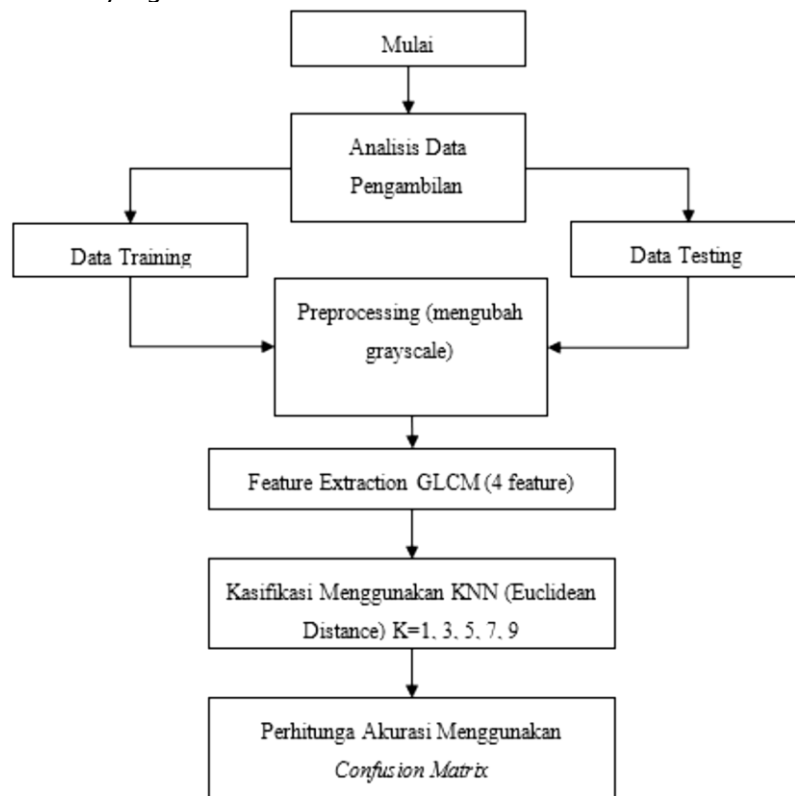 Mulai
Analisis Data
Pengambilan
Data Training
Data Testing
Preprocessing (mengubah
grayscale)
Feature Extraction GLCM (4 feature)
Kasifikasi Menggunakan KNN (Euclidean
Distance) K=1, 3, 5, 7, 9
Perhitunga Akurasi Menggunakan
Confusion Matrix